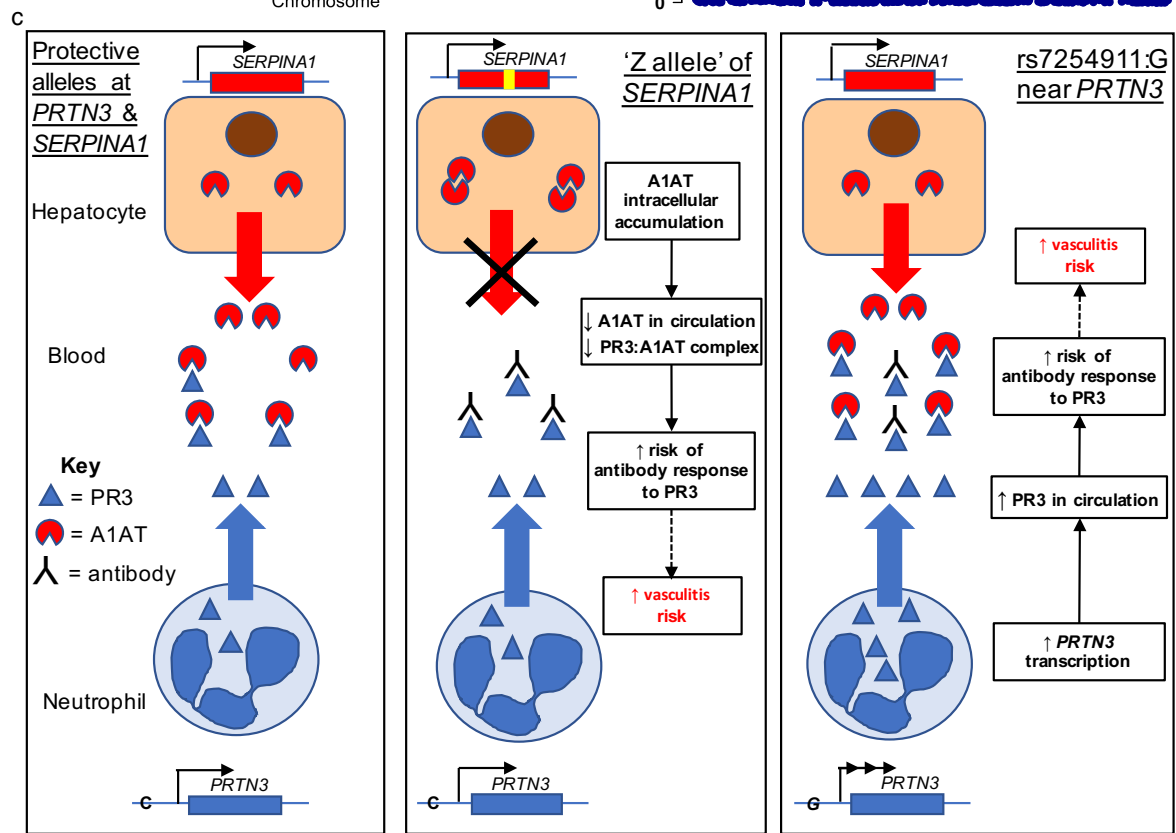 Chromosome
0
c
Protective
alleles at
PRTN3 &
SERPINA1
SERPINA1
Hepatocyte
Blood
Key
= PR3
= A1AT
= antibody
Neutrophil
C
PRTN3
SERPINA1
'Z allele' of
SERPINA1
A1AT
intracellular
accumulation
↓ A1AT in circulation
↓ PR3:A1AT complex
↑ risk of
antibody response
to PR3
↑ vasculitis
risk
C
PRTN3
SERPINA1
rs7254911:G
near PRTN3
↑ vasculitis
risk
↑ risk of
antibody response
to PR3
↑ PR3 in circulation
↑ PRTN3
transcription
G
PRTN3